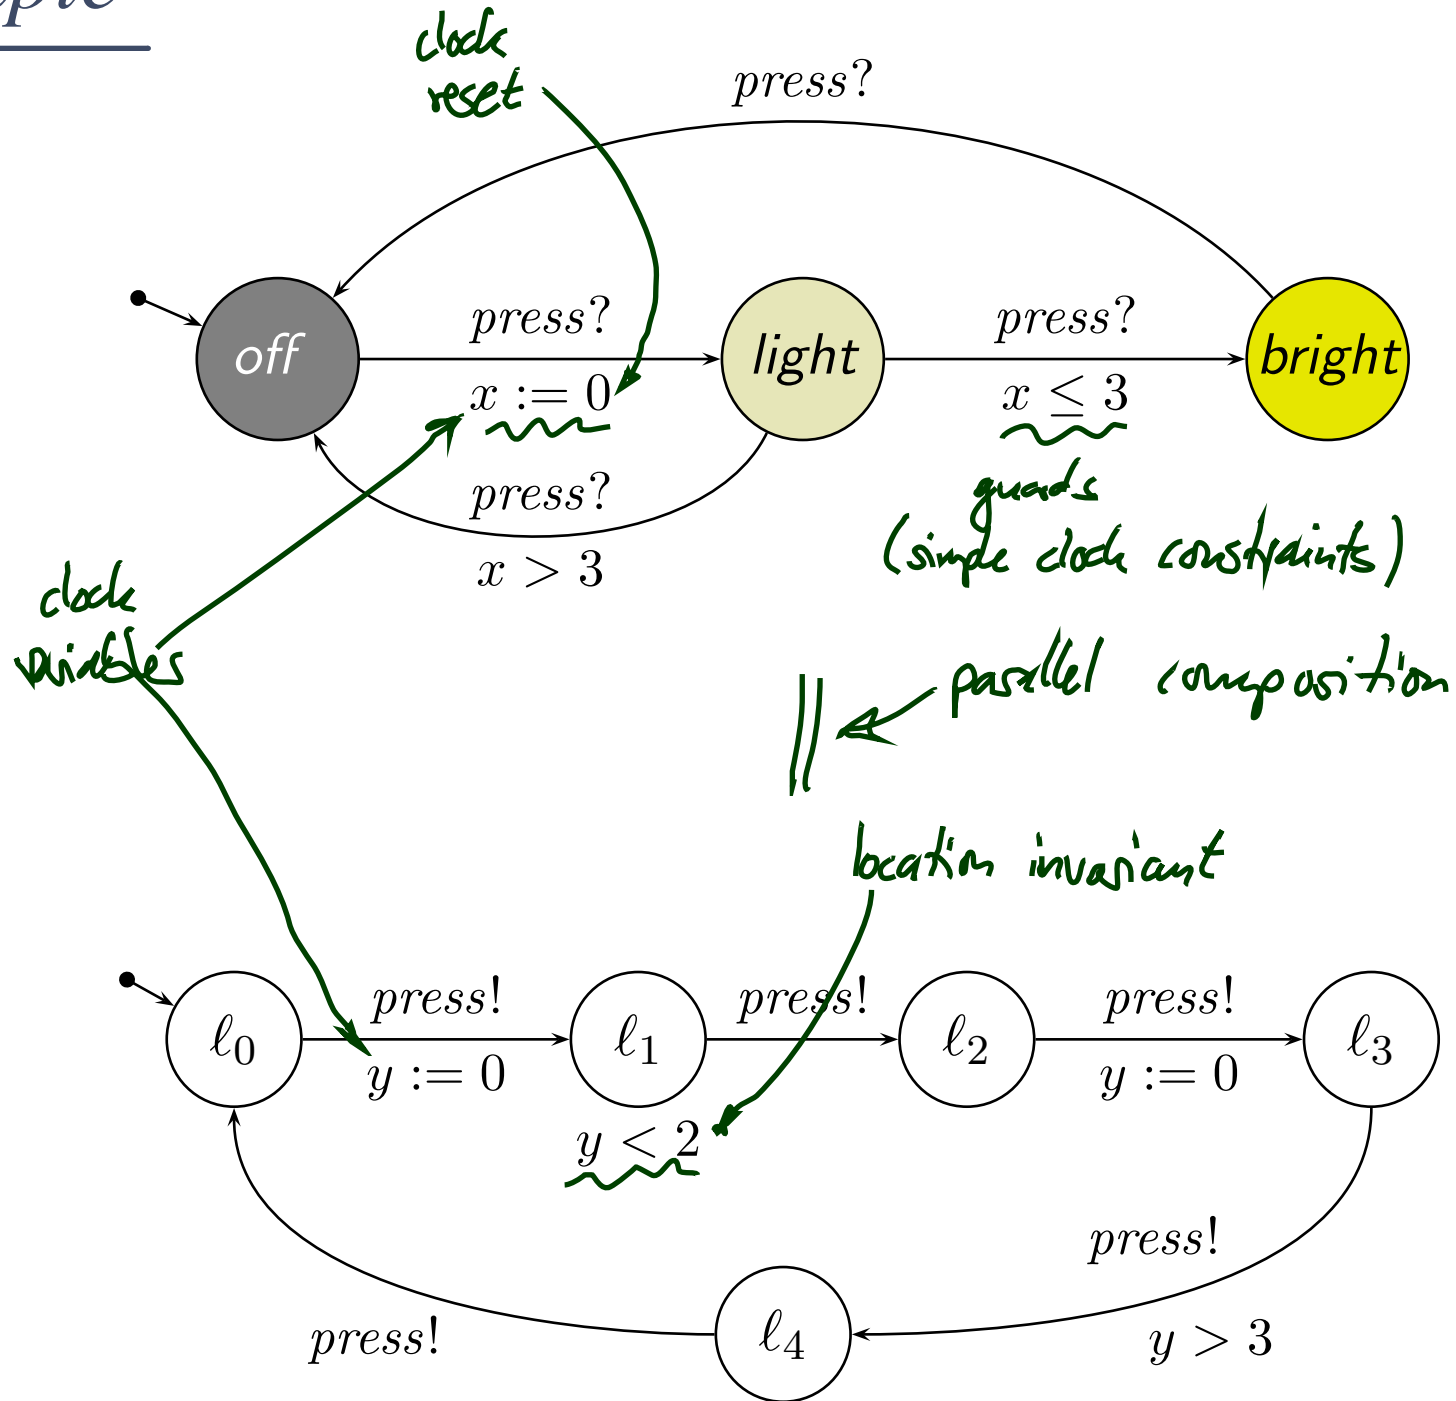 clock
reset
press?
press?
press?
off
light
bright
x := 0
x ≤ 3
press?
guards
(simple clock constraints)
x > 3
clock
variables
parallel composition
||
location invariant
press!
press!
press!
ℓ0
ℓ1
ℓ2
ℓ3
y := 0
y := 0
y < 2
press!
press!
ℓ4
y > 3